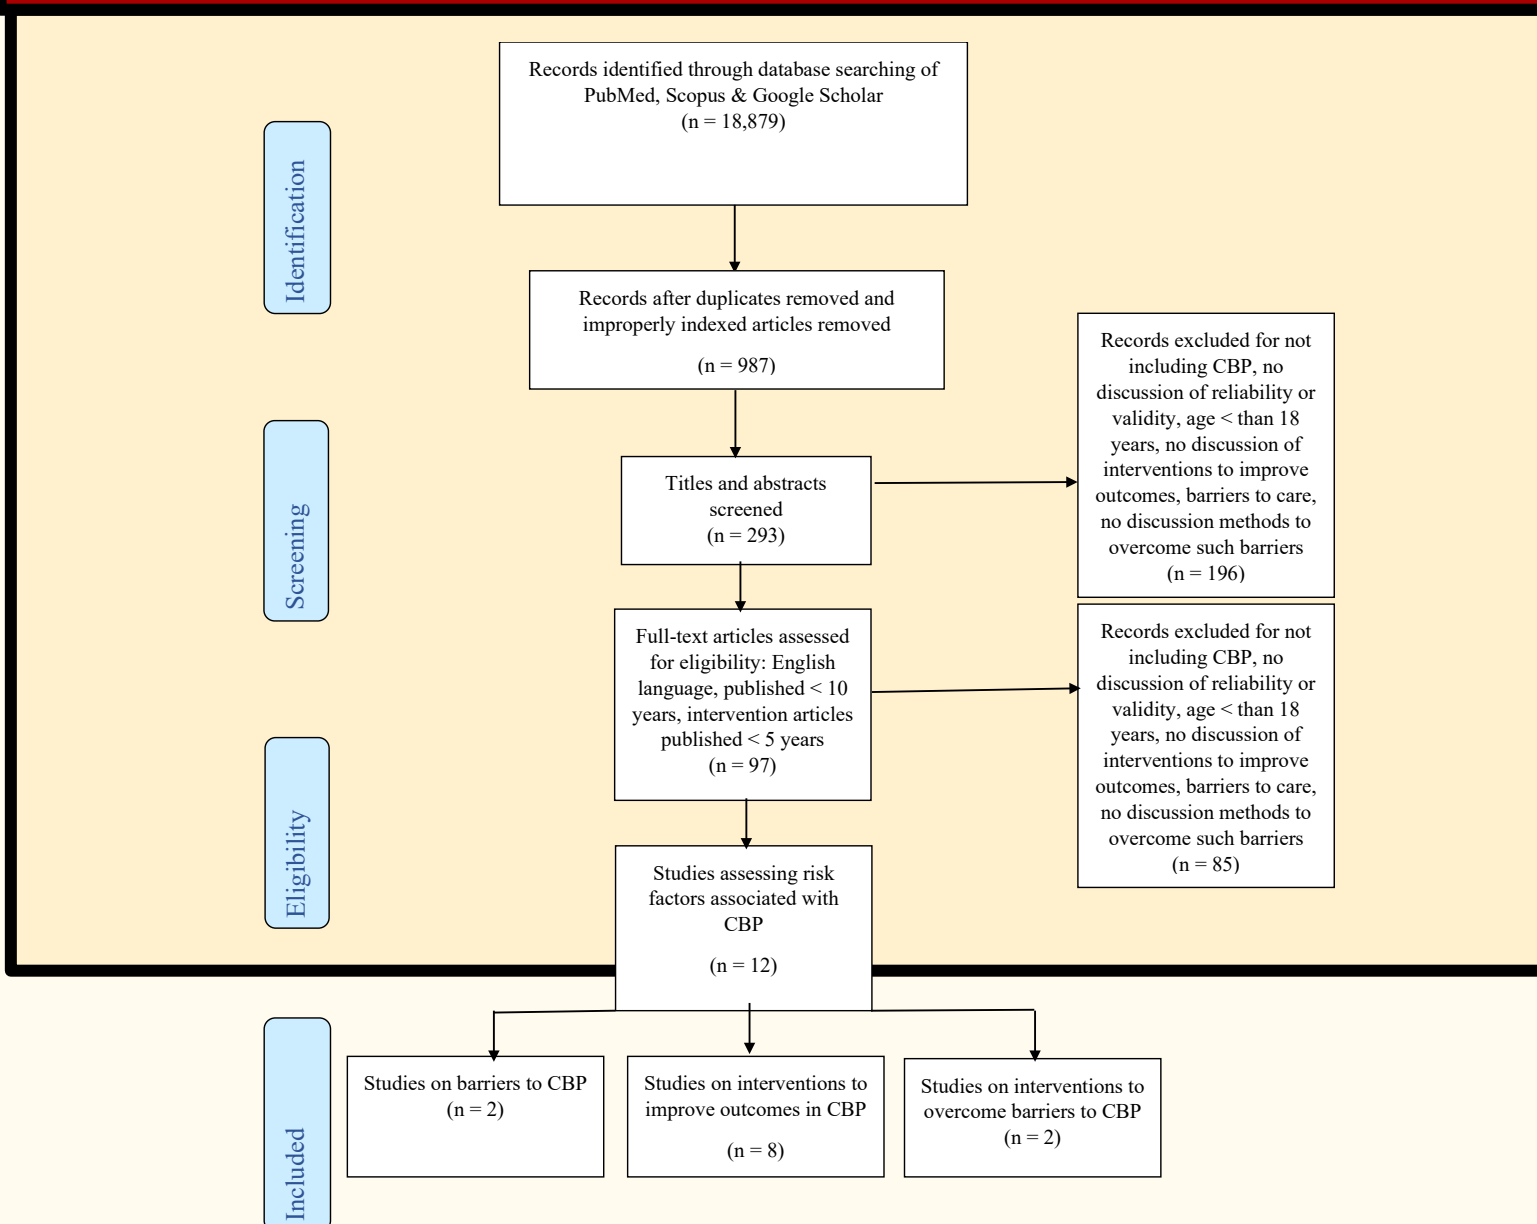 Records identified through database searching of
PubMed, Scopus & Google Scholar
(n = 18,879)
Identification
Records after duplicates removed and
improperly indexed articles removed
(n = 987)
Records excluded for not
including CBP, no
discussion of reliability or
validity, age < than 18
years, no discussion of
interventions to improve
outcomes, barriers to care,
no discussion methods to
overcome such barriers
(n = 196)
Screening
Titles and abstracts
screened
(n = 293)
Full-text articles assessed
for eligibility: English
language, published < 10
years, intervention articles
published < 5 years
(n = 97)
Records excluded for not
including CBP, no
discussion of reliability or
validity, age < than 18
years, no discussion of
interventions to improve
outcomes, barriers to care,
no discussion methods to
overcome such barriers
(n = 85)
Eligibility
Studies assessing risk
factors associated with
CBP
(n = 12)
Included
Studies on barriers to CBP
(n = 2)
Studies on interventions to
improve outcomes in CBP
(n = 8)
Studies on interventions to
overcome barriers to CBP
(n = 2)